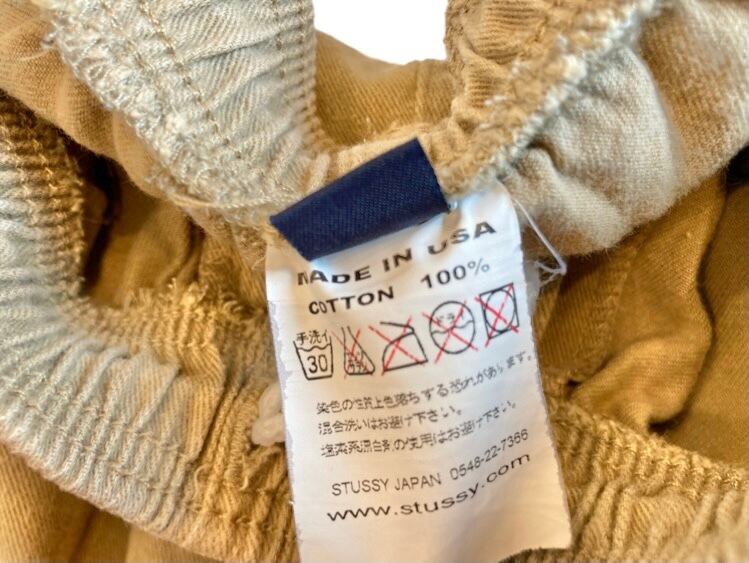 MADE IN USA
COTTON 100%
手洗イ
30
ドライ
染色の性質上色落ちする恐れがあります。
混合洗いはお避け下さい。
塩素系漂白剤の使用はお避け下さい。
STUSSY JAPAN 0548-22-7366
www.stussy.com